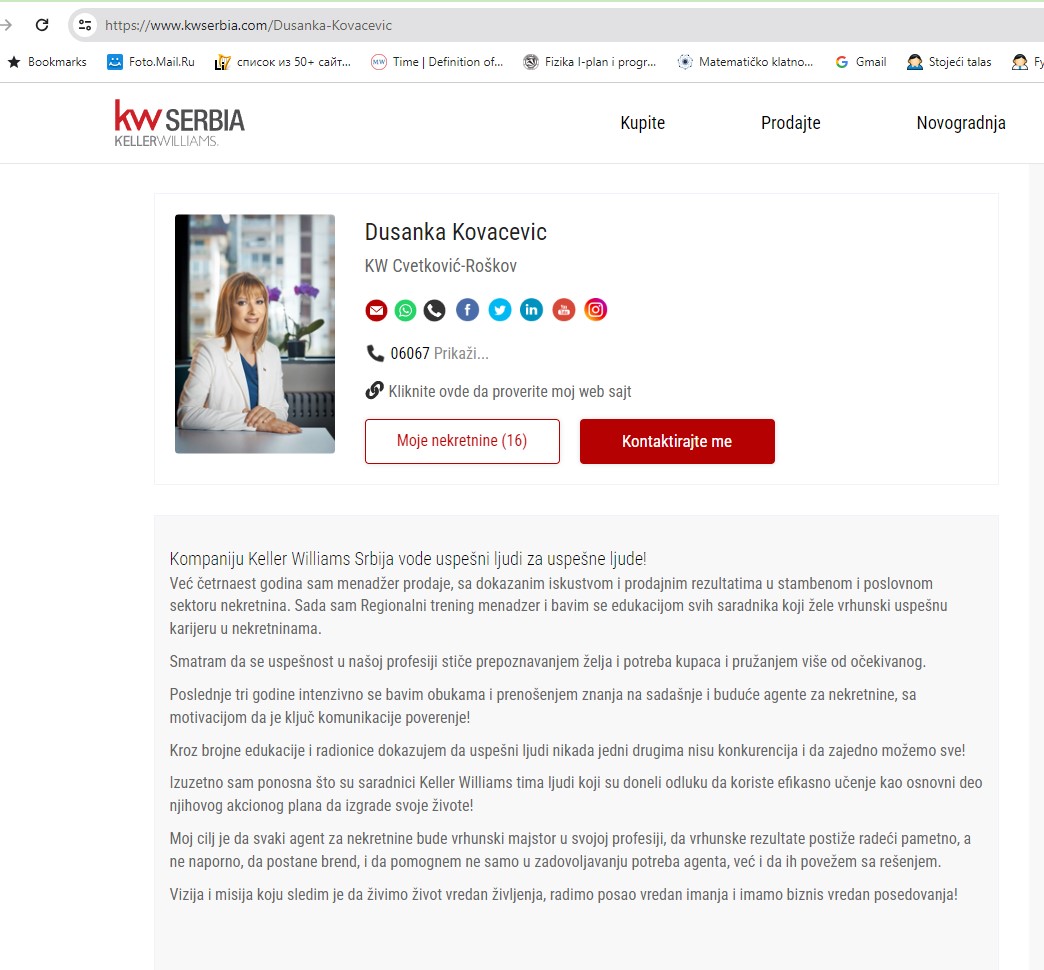 https://www.kwserbia.com/Dusanka-Kovacevic
Bookmarks
Foto.Mail.Ru
список из 50+ сайт...
MW
Time | Definition of...
Fizika I-plan i progr...
Matematičko klatno...
Gmail
Stojeći talas
Fy
kw SERBIA
KELLERWILLIAMS.
Kupite
Prodajte
Novogradnja
Dusanka Kovacevic
KW Cvetković-Roškov
06067 Prikaži...
Kliknite ovde da proverite moj web sajt
Moje nekretnine (16)
Kontaktirajte me
Kompaniju Keller Williams Srbija vode uspešni ljudi za uspešne ljude!
Već četrnaest godina sam menadžer prodaje, sa dokazanim iskustvom i prodajnim rezultatima u stambenom i poslovnom
sektoru nekretnina. Sada sam Regionalni trening menadzer i bavim se edukacijom svih saradnika koji žele vrhunski uspešnu
karijeru u nekretninama.
Smatram da se uspešnost u našoj profesiji stiče prepoznavanjem želja i potreba kupaca i pružanjem više od očekivanog.
Poslednje tri godine intenzivno se bavim obukama i prenošenjem znanja na sadašnje i buduće agente za nekretnine, sa
motivacijom da je ključ komunikacije poverenje!
Kroz brojne edukacije i radionice dokazujem da uspešni ljudi nikada jedni drugima nisu konkurencija i da zajedno možemo sve!
Izuzetno sam ponosna što su saradnici Keller Williams tima ljudi koji su doneli odluku da koriste efikasno učenje kao osnovni deo
njihovog akcionog plana da izgrade svoje živote!
Moj cilj je da svaki agent za nekretnine bude vrhunski majstor u svojoj profesiji, da vrhunske rezultate postiže radeći pametno, a
ne naporno, da postane brend, i da pomognem ne samo u zadovoljavanju potreba agenta, već i da ih povežem sa rešenjem.
Vizija i misija koju sledim je da živimo život vredan življenja, radimo posao vredan imanja i imamo biznis vredan posedovanja!